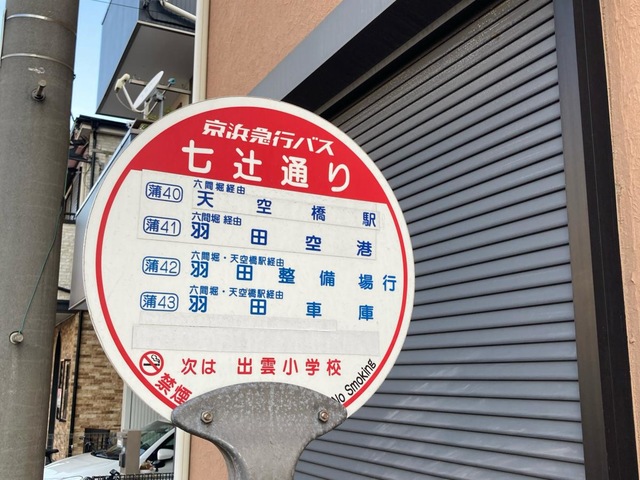 京浜急行バス
七辻通り
蒲40 六間堀経由
天空橋駅
蒲41 六間堀経由
羽田空港
蒲42 六間堀・天空橋駅経由
羽田整備場行
蒲43 六間堀・天空橋駅経由
羽田車庫
次は 出雲小学校
禁煙 No Smoking